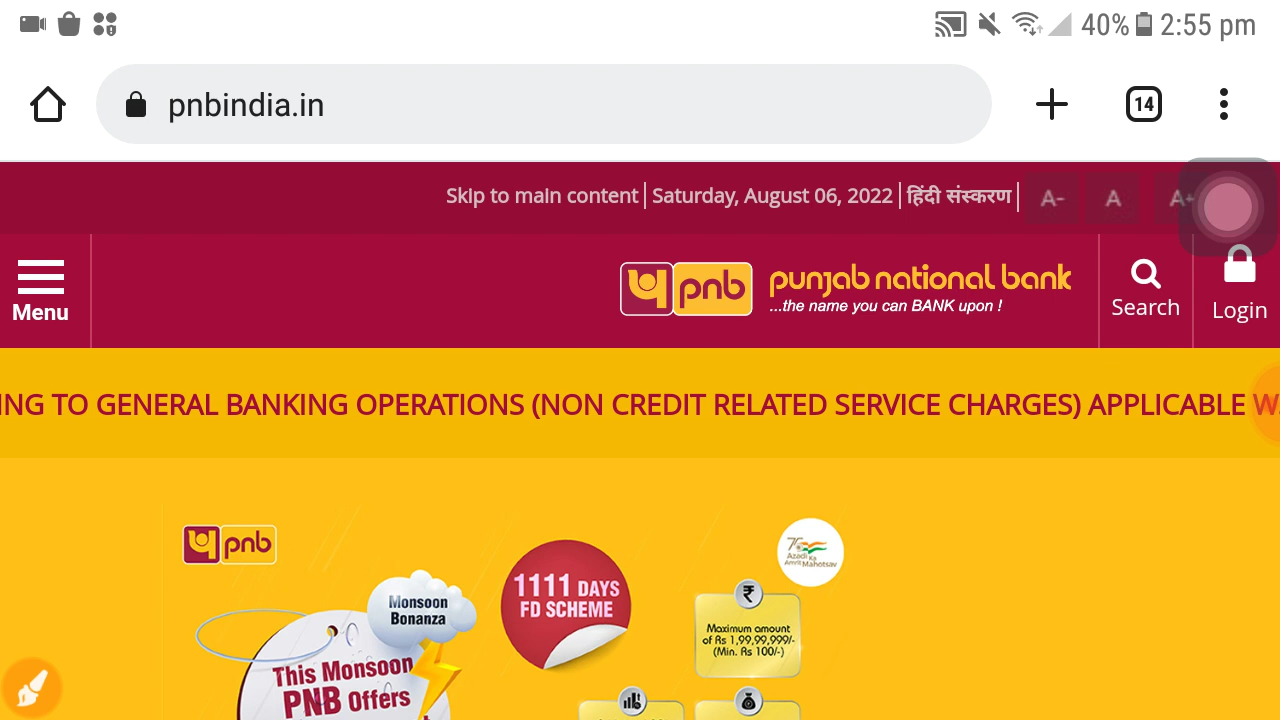 40% 2:55 pm
pnbindia.in
14
Skip to main content Saturday, August 06, 2022 हिंदी संस्करण A- A A+
Menu
पnb punjab national bank
...the name you can BANK upon !
Search
Login
ING TO GENERAL BANKING OPERATIONS (NON CREDIT RELATED SERVICE CHARGES) APPLICABLE W
pnb
75
Azadi Ka
Amrit Mahotsav
1111 DAYS
FD SCHEME
Monsoon
Bonanza
₹
Maximum amount
of Rs 1,99,99,999/-
(Min. Rs 100/-)
This Monsoon
PNB Offers